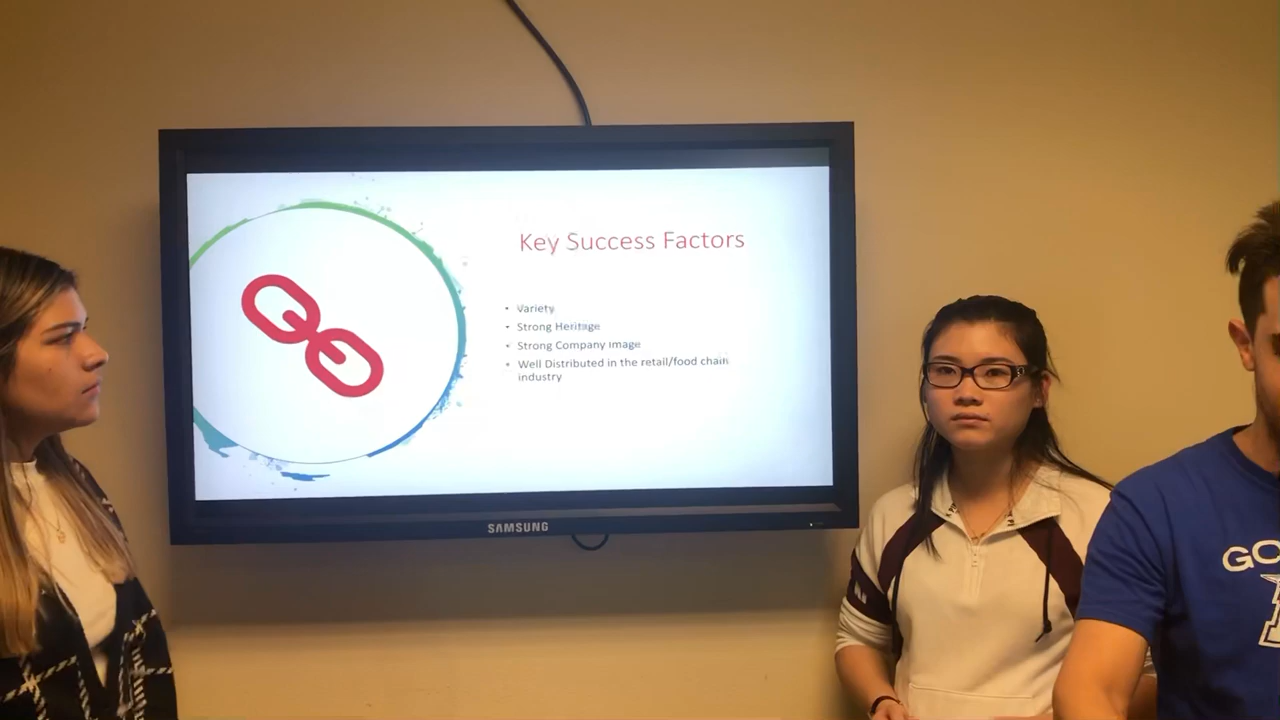 Key Success Factors
• Variety
• Strong Heritage
• Strong Company image
• Well Distributed in the retail/food chain
industry
SAMSUNG